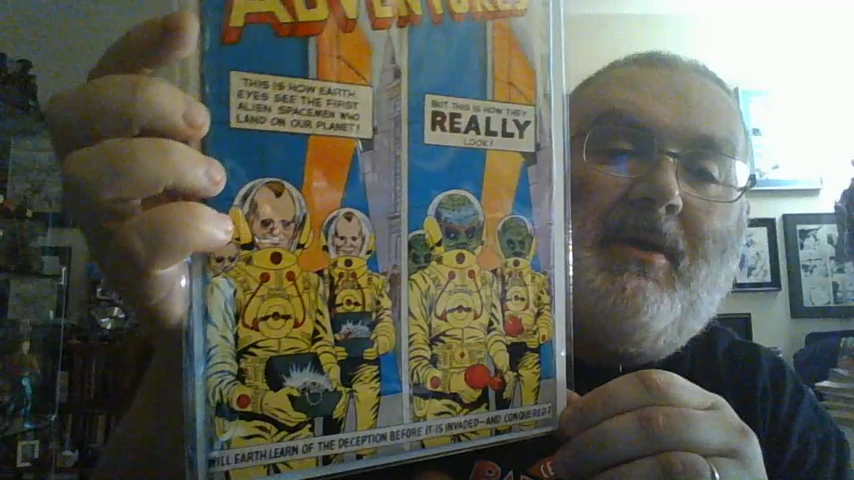 ADVENTURES
THIS IS HOW EARTH
EYES SEE THE FIRST
ALIEN SPACEMEN WHO
LAND ON OUR PLANET!
BUT THIS IS HOW THEY
REALLY
LOOK!
WILL EARTH LEARN OF THE DECEPTION BEFORE IT IS INVADED—AND CONQUERED?